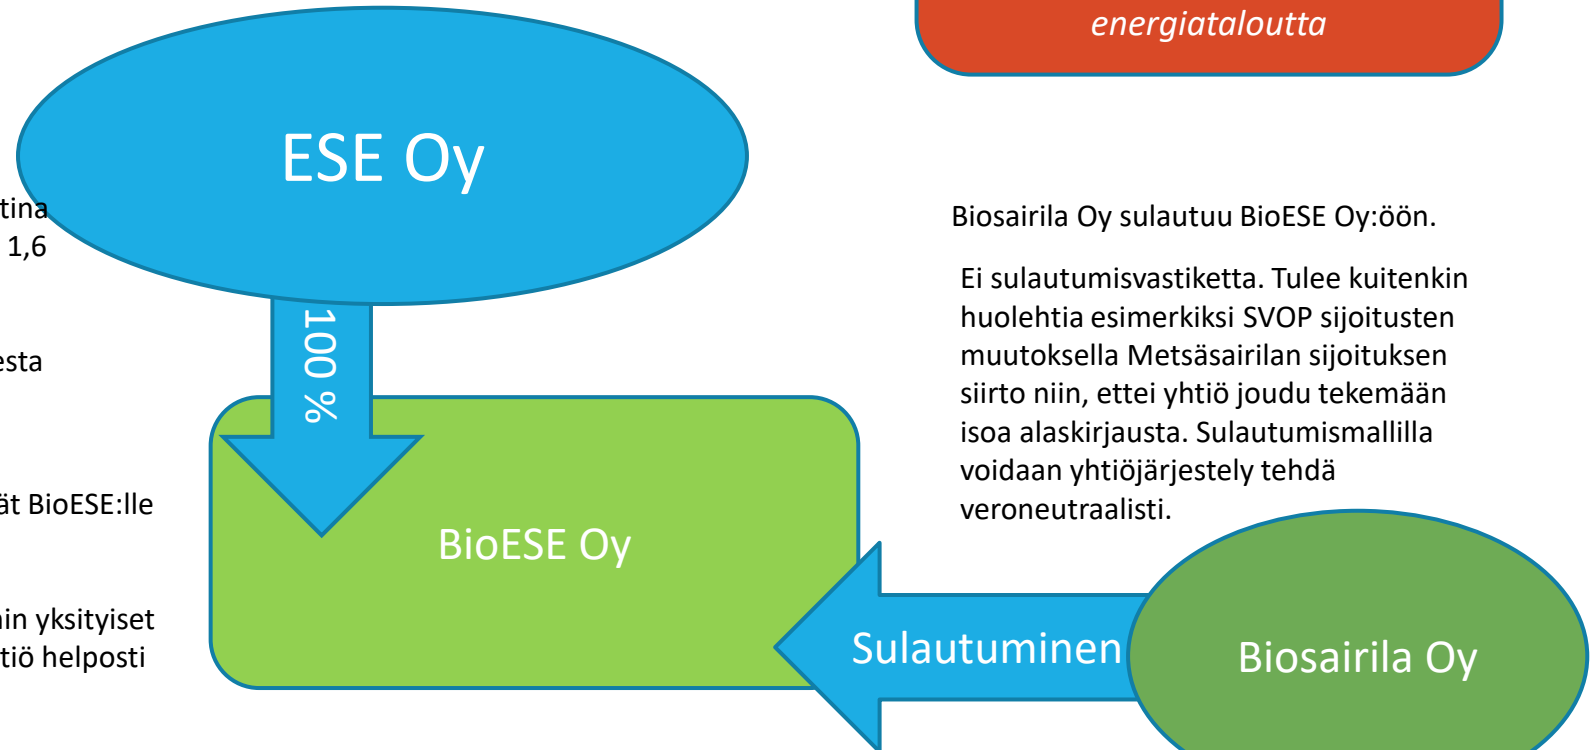 energiataloutta
ESE Oy
tina
1,6
esta
ät BioESE:lle
in yksityiset
tiö helposti
100 %
BioESE Oy
Biosairila Oy sulautuu BioESE Oy:öön.
Ei sulautumisvastiketta. Tulee kuitenkin
huolehtia esimerkiksi SVOP sijoitusten
muutoksella Metsäsairilan sijoituksen
siirto niin, ettei yhtiö joudu tekemään
isoa alaskirjausta. Sulautumismallilla
voidaan yhtiöjärjestely tehdä
veroneutraalisti.
Sulautuminen
Biosairila Oy